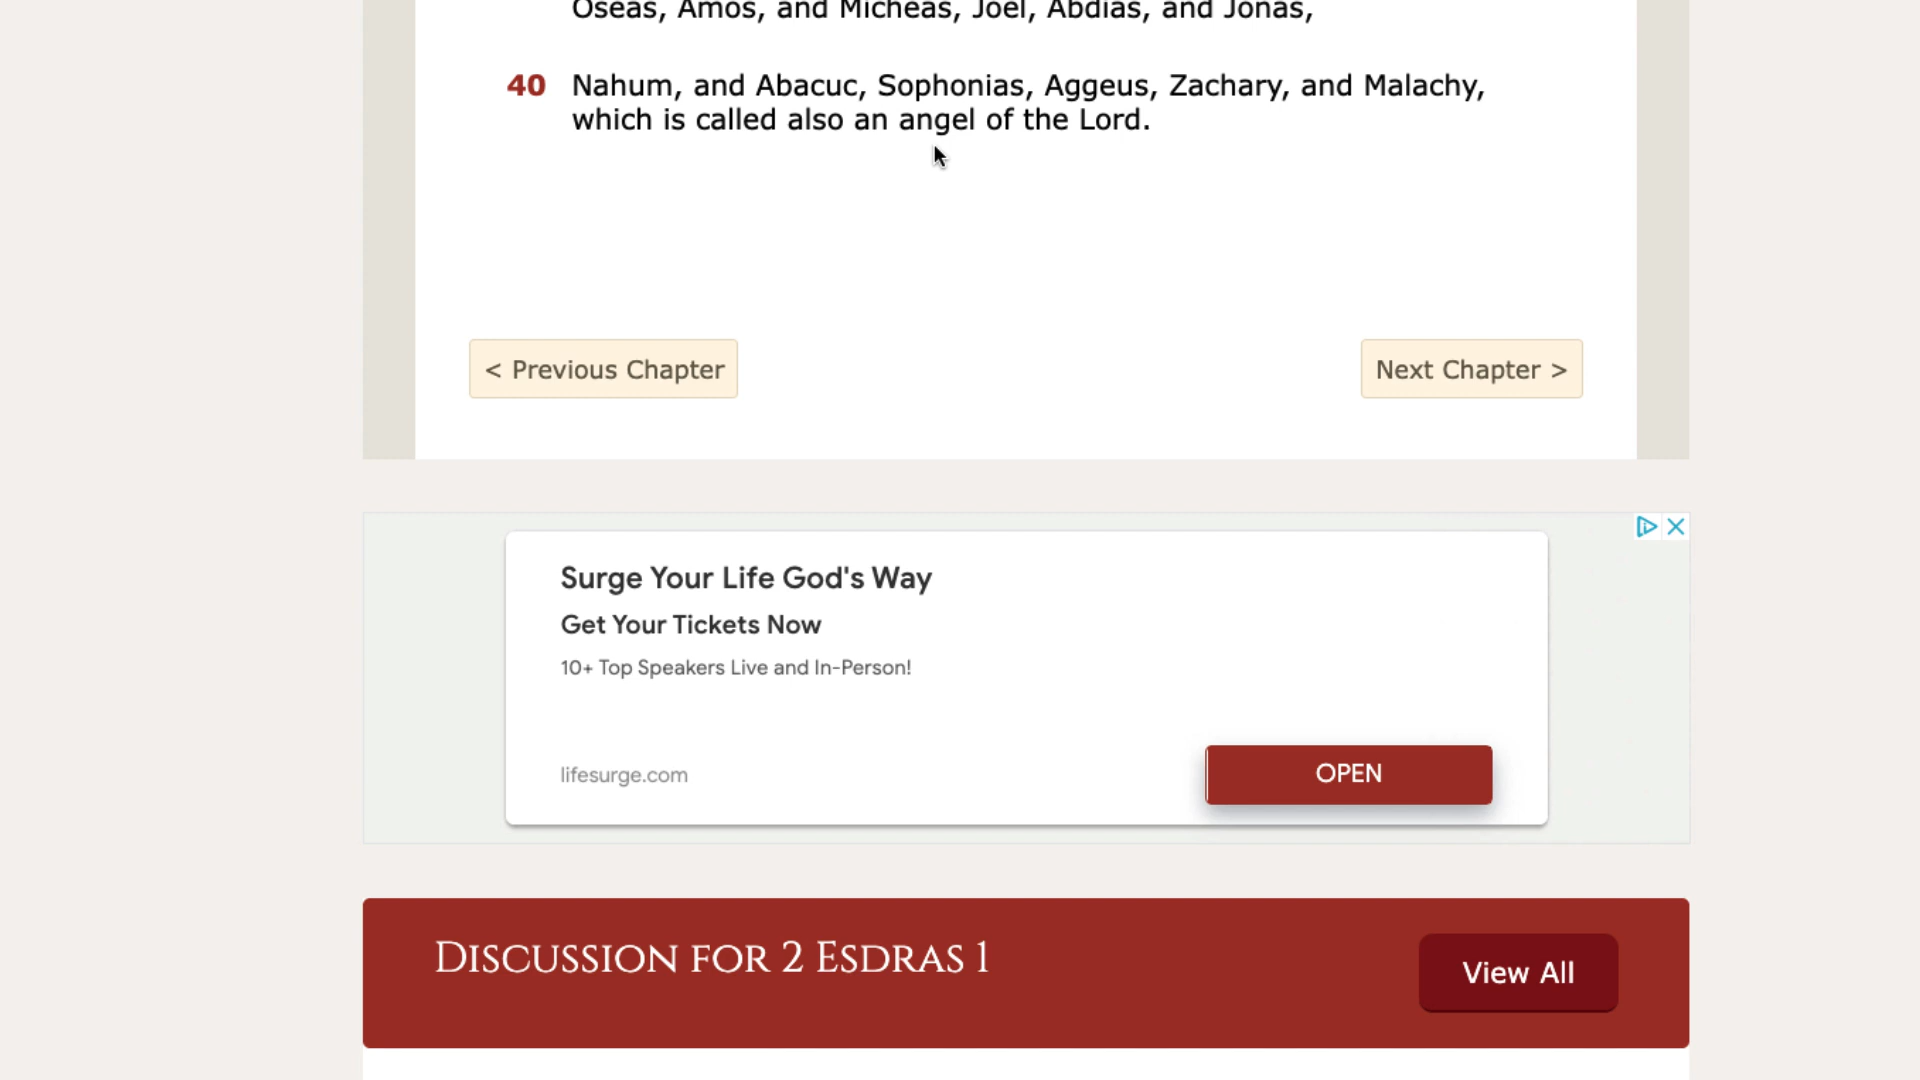 Oseas, Amos, and Micheas, Joel, Abdias, and Jonas,
40 Nahum, and Abacuc, Sophonias, Aggeus, Zachary, and Malachy,
which is called also an angel of the Lord.
< Previous Chapter
Next Chapter >
Surge Your Life God's Way
Get Your Tickets Now
10+ Top Speakers Live and In-Person!
lifesurge.com
OPEN
Discussion for 2 Esdras 1
View All